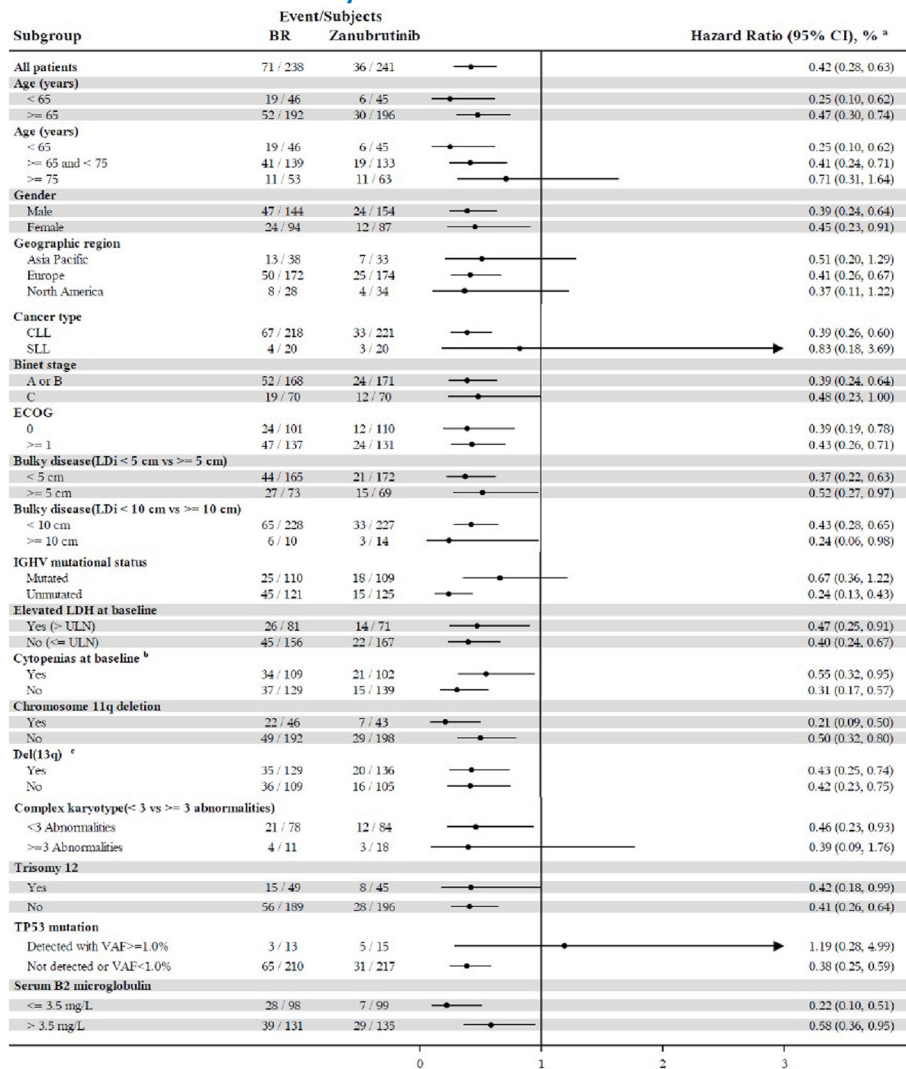 Event/Subjects
Subgroup BR Zanubrutinib Hazard Ratio (95% CI), % a
All patients 71 / 238 36 / 241 0.42 (0.28, 0.63)
Age (years)
< 65 19 / 46 6 / 45 0.25 (0.10, 0.62)
>= 65 52 / 192 30 / 196 0.47 (0.30, 0.74)
Age (years)
< 65 19 / 46 6 / 45 0.25 (0.10, 0.62)
>= 65 and < 75 41 / 139 19 / 133 0.41 (0.24, 0.71)
>= 75 11 / 53 11 / 63 0.71 (0.31, 1.64)
Gender
Male 47 / 144 24 / 154 0.39 (0.24, 0.64)
Female 24 / 94 12 / 87 0.45 (0.23, 0.91)
Geographic region
Asia Pacific 13 / 38 7 / 33 0.51 (0.20, 1.29)
Europe 50 / 172 25 / 174 0.41 (0.26, 0.67)
North America 8 / 28 4 / 34 0.37 (0.11, 1.22)
Cancer type
CLL 67 / 218 33 / 221 0.39 (0.26, 0.60)
SLL 4 / 20 3 / 20 0.83 (0.18, 3.69)
Binet stage
A or B 52 / 168 24 / 171 0.39 (0.24, 0.64)
C 19 / 70 12 / 70 0.48 (0.23, 1.00)
ECOG
0 24 / 101 12 / 110 0.39 (0.19, 0.78)
>= 1 47 / 137 24 / 131 0.43 (0.26, 0.71)
Bulky disease(LDi < 5 cm vs >= 5 cm)
< 5 cm 44 / 165 21 / 172 0.37 (0.22, 0.63)
>= 5 cm 27 / 73 15 / 69 0.52 (0.27, 0.97)
Bulky disease(LDi < 10 cm vs >= 10 cm)
< 10 cm 65 / 228 33 / 227 0.43 (0.28, 0.65)
>= 10 cm 6 / 10 3 / 14 0.24 (0.06, 0.98)
IGHV mutational status
Mutated 25 / 110 18 / 109 0.67 (0.36, 1.22)
Unmutated 45 / 121 15 / 125 0.24 (0.13, 0.43)
Elevated LDH at baseline
Yes (> ULN) 26 / 81 14 / 71 0.47 (0.25, 0.91)
No (<= ULN) 45 / 156 22 / 167 0.40 (0.24, 0.67)
Cytopenias at baseline b
Yes 34 / 109 21 / 102 0.55 (0.32, 0.95)
No 37 / 129 15 / 139 0.31 (0.17, 0.57)
Chromosome 11q deletion
Yes 22 / 46 7 / 43 0.21 (0.09, 0.50)
No 49 / 192 29 / 198 0.50 (0.32, 0.80)
Del(13q) c
Yes 35 / 129 20 / 136 0.43 (0.25, 0.74)
No 36 / 109 16 / 105 0.42 (0.23, 0.75)
Complex karyotype(< 3 vs >= 3 abnormalities)
<3 Abnormalities 21 / 78 12 / 84 0.46 (0.23, 0.93)
>=3 Abnormalities 4 / 11 3 / 18 0.39 (0.09, 1.76)
Trisomy 12
Yes 15 / 49 8 / 45 0.42 (0.18, 0.99)
No 56 / 189 28 / 196 0.41 (0.26, 0.64)
TP53 mutation
Detected with VAF>=1.0% 3 / 13 5 / 15 1.19 (0.28, 4.99)
Not detected or VAF<1.0% 65 / 210 31 / 217 0.38 (0.25, 0.59)
Serum B2 microglobulin
<= 3.5 mg/L 28 / 98 7 / 99 0.22 (0.10, 0.51)
> 3.5 mg/L 39 / 131 29 / 135 0.58 (0.36, 0.95)
0 1 2 3